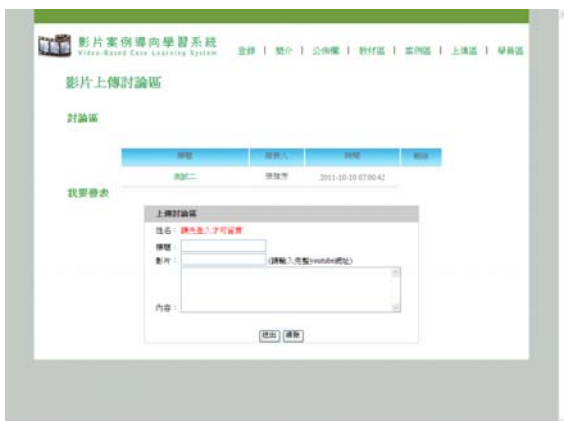 影片案例導向學習系統
Video-Based Case Learning System
登錄 | 簡介 | 公佈欄 | 教材區 | 案例區 | 上傳區 | 學員區
影片上傳討論區
討論區
標題 發表人 時間 刪除
測試二 2011-10-10 07:00:42
我要發表
上傳討論區
姓名：請先登入才可留言
標題：
影片： (請輸入完整youtube網址)
內容：
送出 清除